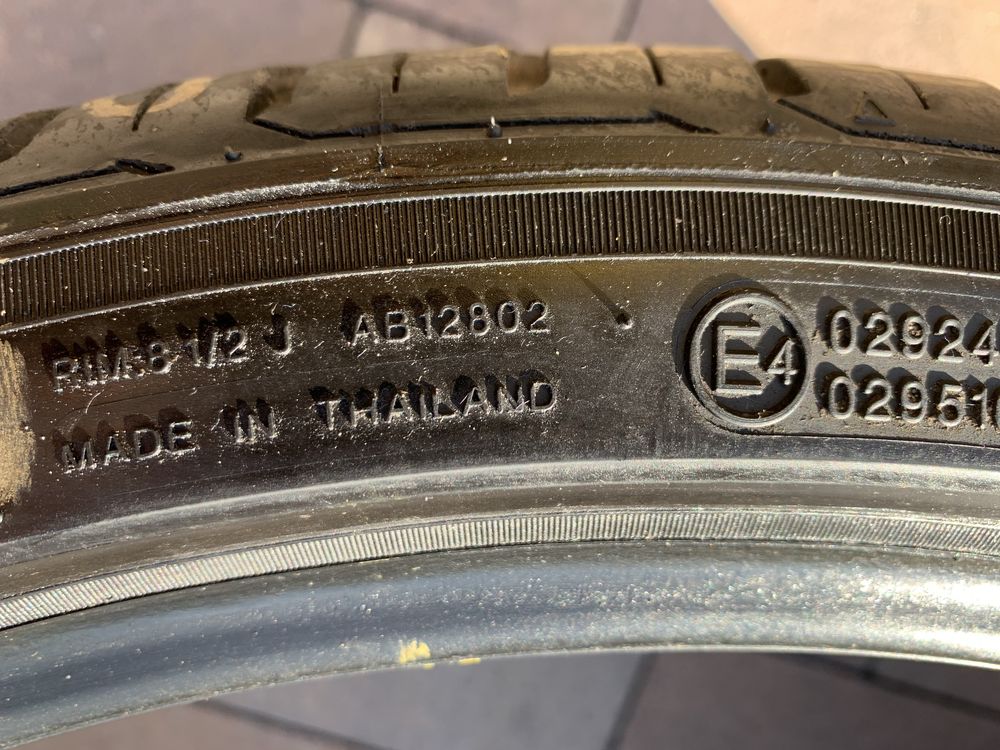 RIM:8 1/2 J AB12802
MADE IN THAILAND
E4
02924
02951